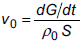 v₀ = dG/dt / ρ₀ S